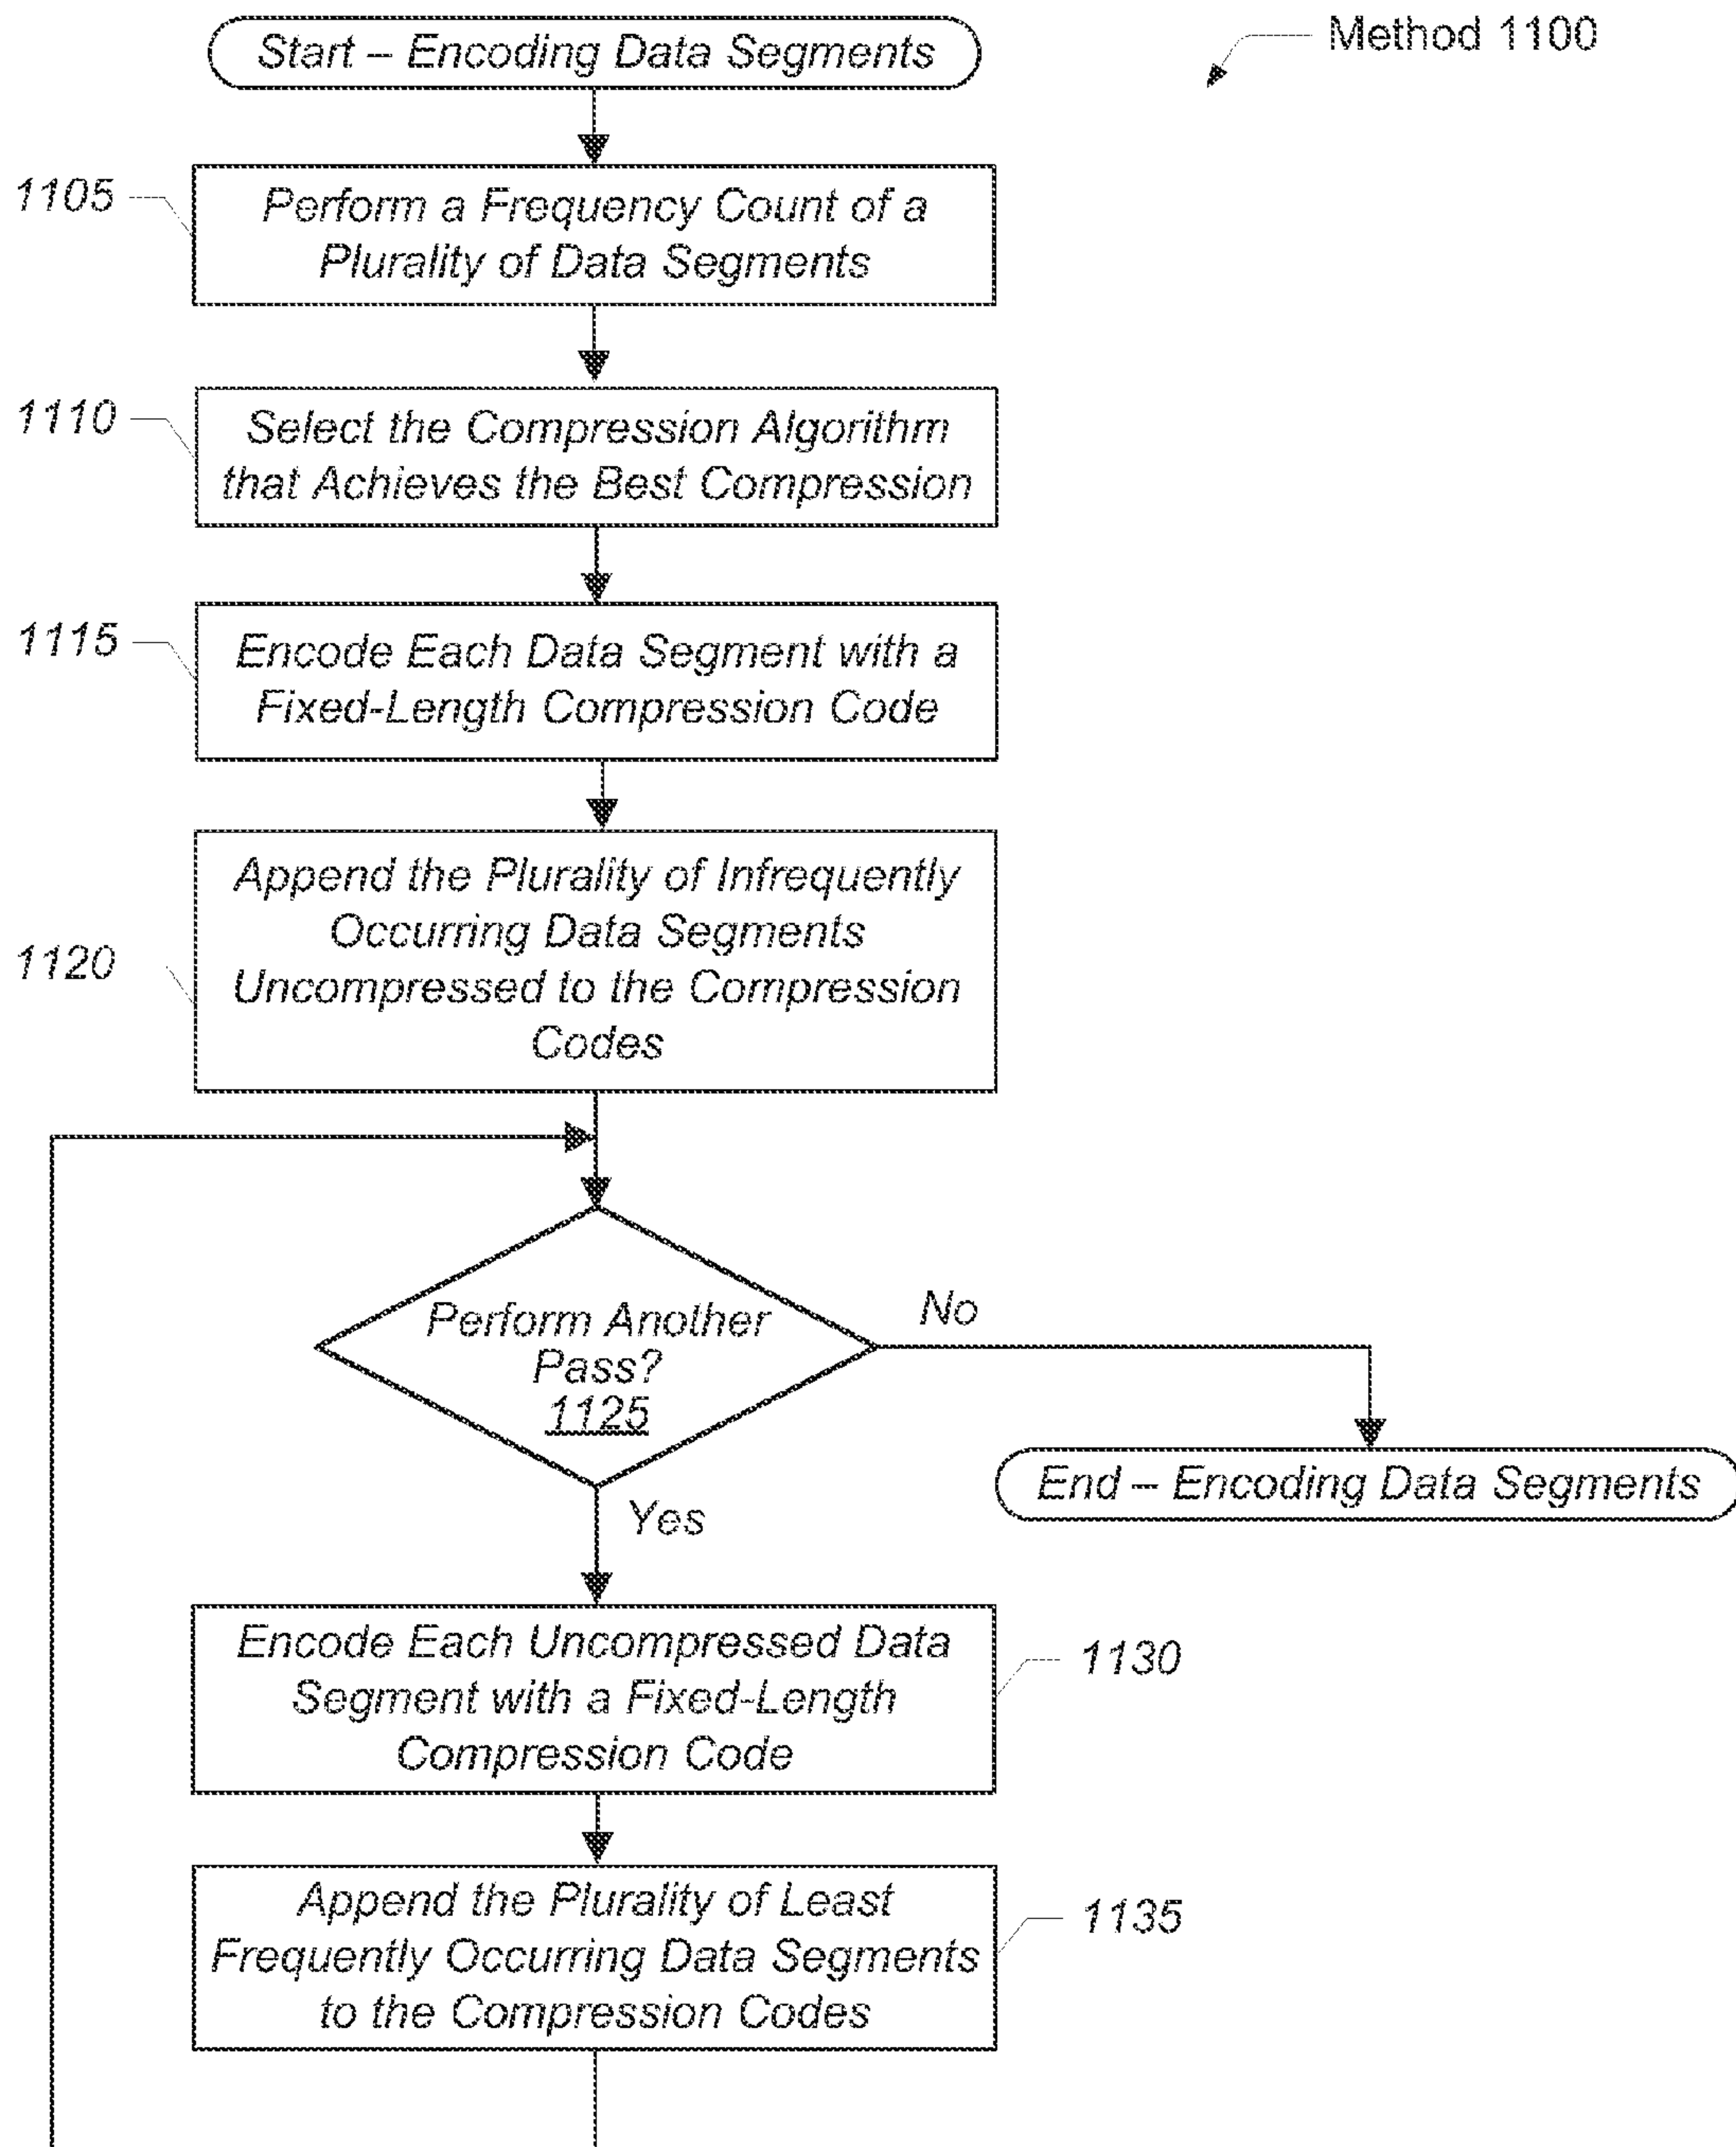 Start – Encoding Data Segments
Method 1100
1105
Perform a Frequency Count of a
Plurality of Data Segments
1110
Select the Compression Algorithm
that Achieves the Best Compression
1115
Encode Each Data Segment with a
Fixed-Length Compression Code
1120
Append the Plurality of Infrequently
Occurring Data Segments
Uncompressed to the Compression
Codes
Perform Another
Pass?
1125
No
Yes
End – Encoding Data Segments
Encode Each Uncompressed Data
Segment with a Fixed-Length
Compression Code
1130
Append the Plurality of Least
Frequently Occurring Data Segments
to the Compression Codes
1135